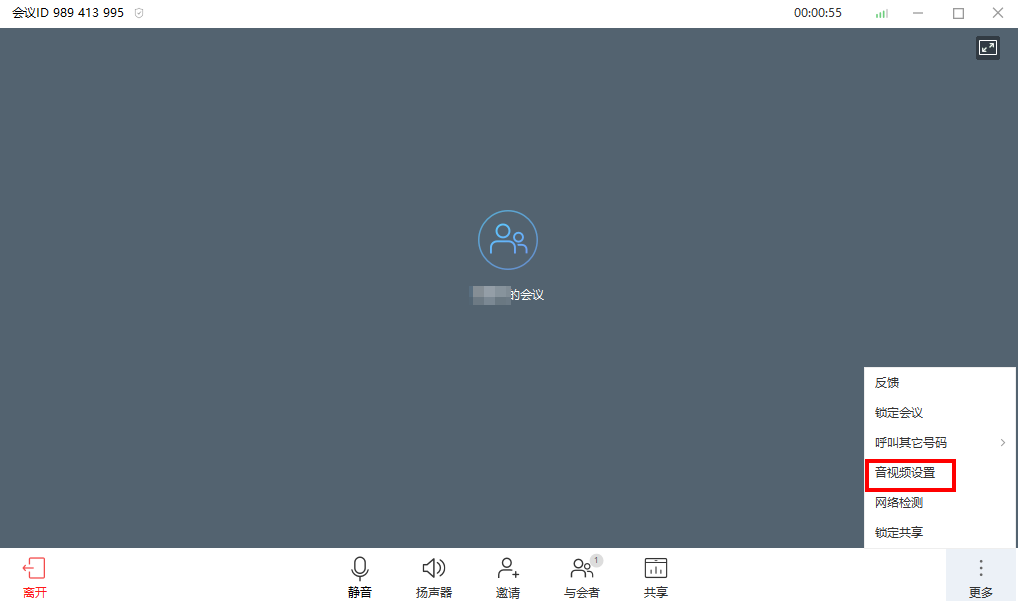 会议ID 989 413 995
00:00:55
的会议
反馈
锁定会议
呼叫其它号码
音视频设置
网络检测
锁定共享
离开
静音
扬声器
邀请
与会者
1
共享
更多